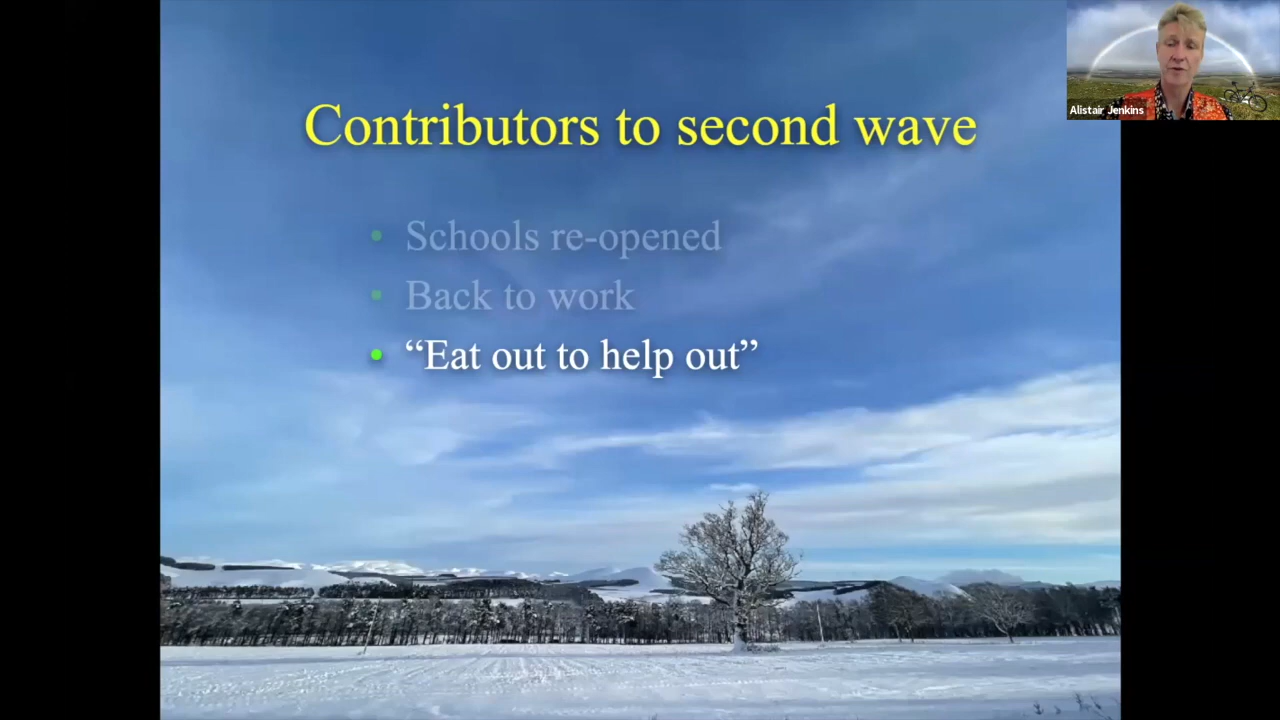 Contributors to second wave
Alistair Jenkins
• Schools re-opened
• Back to work
• “Eat out to help out”